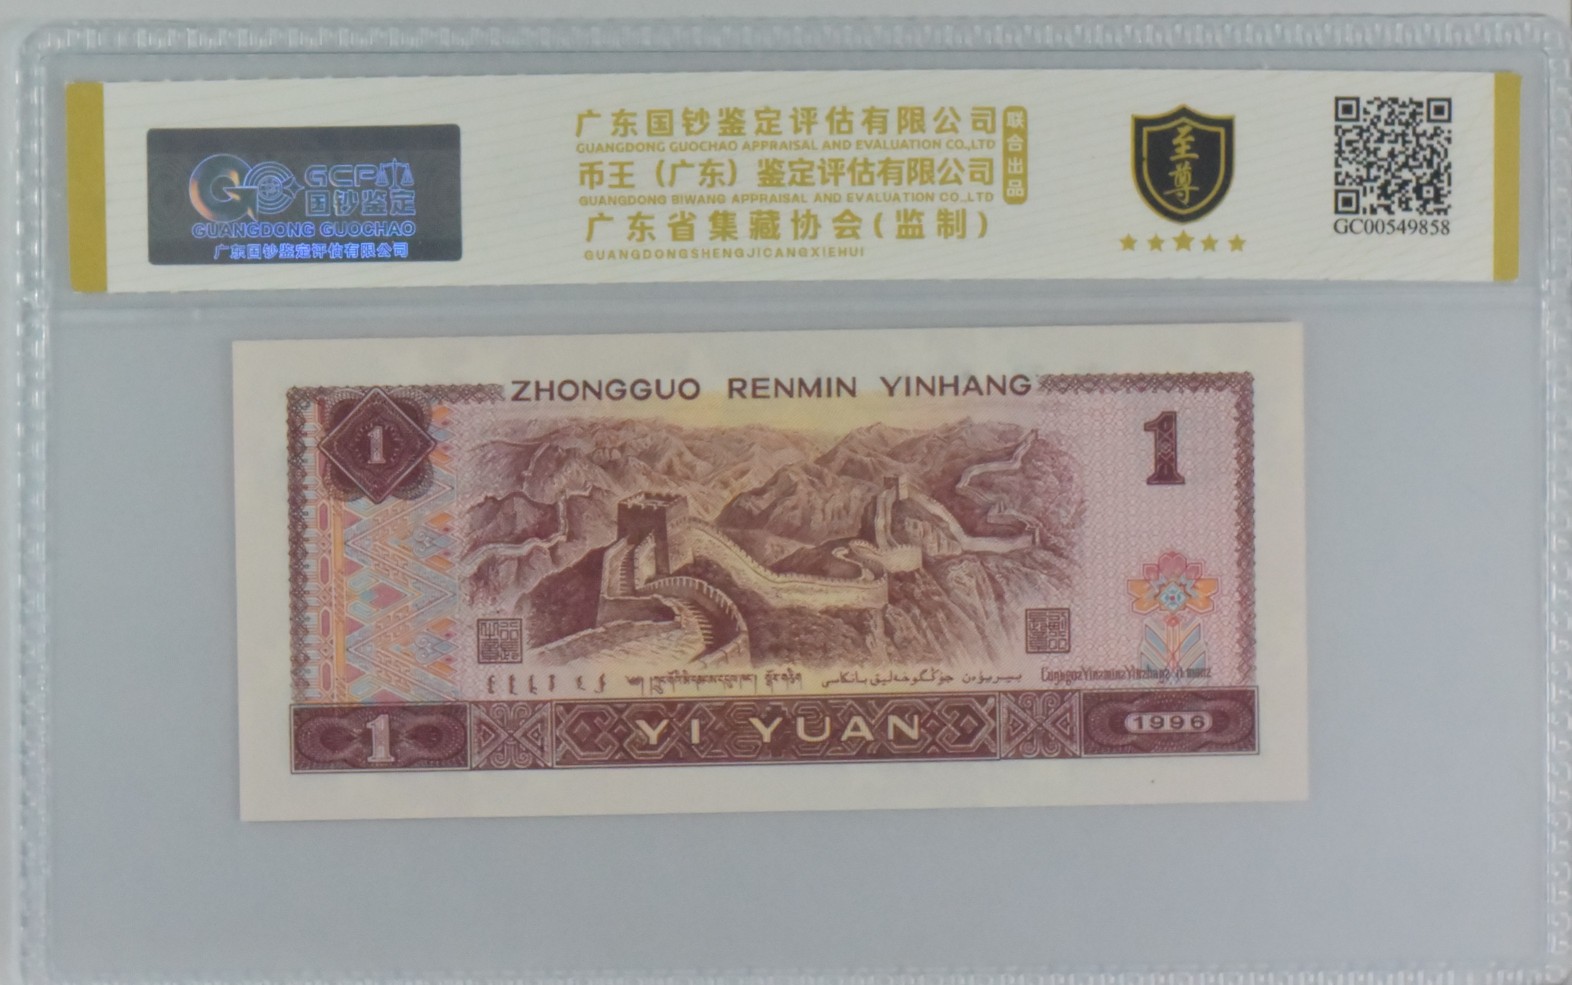 GCP
国钞鉴定
GUANGDONG GUOCHAO
广东国钞鉴定评估有限公司
广东国钞鉴定评估有限公司
GUANGDONG GUOCHAO APPRAISAL AND EVALUATION CO.,LTD
币王（广东）鉴定评估有限公司
GUANGDONG BIWANG APPRAISAL AND EVALUATION CO.,LTD
广东省集藏协会(监制)
GUANGDONGSHENGJICANGXIEHUI
联合出品
至尊
GC00549858
ZHONGGUO RENMIN YINHANG
1
1
1
YI YUAN
1996